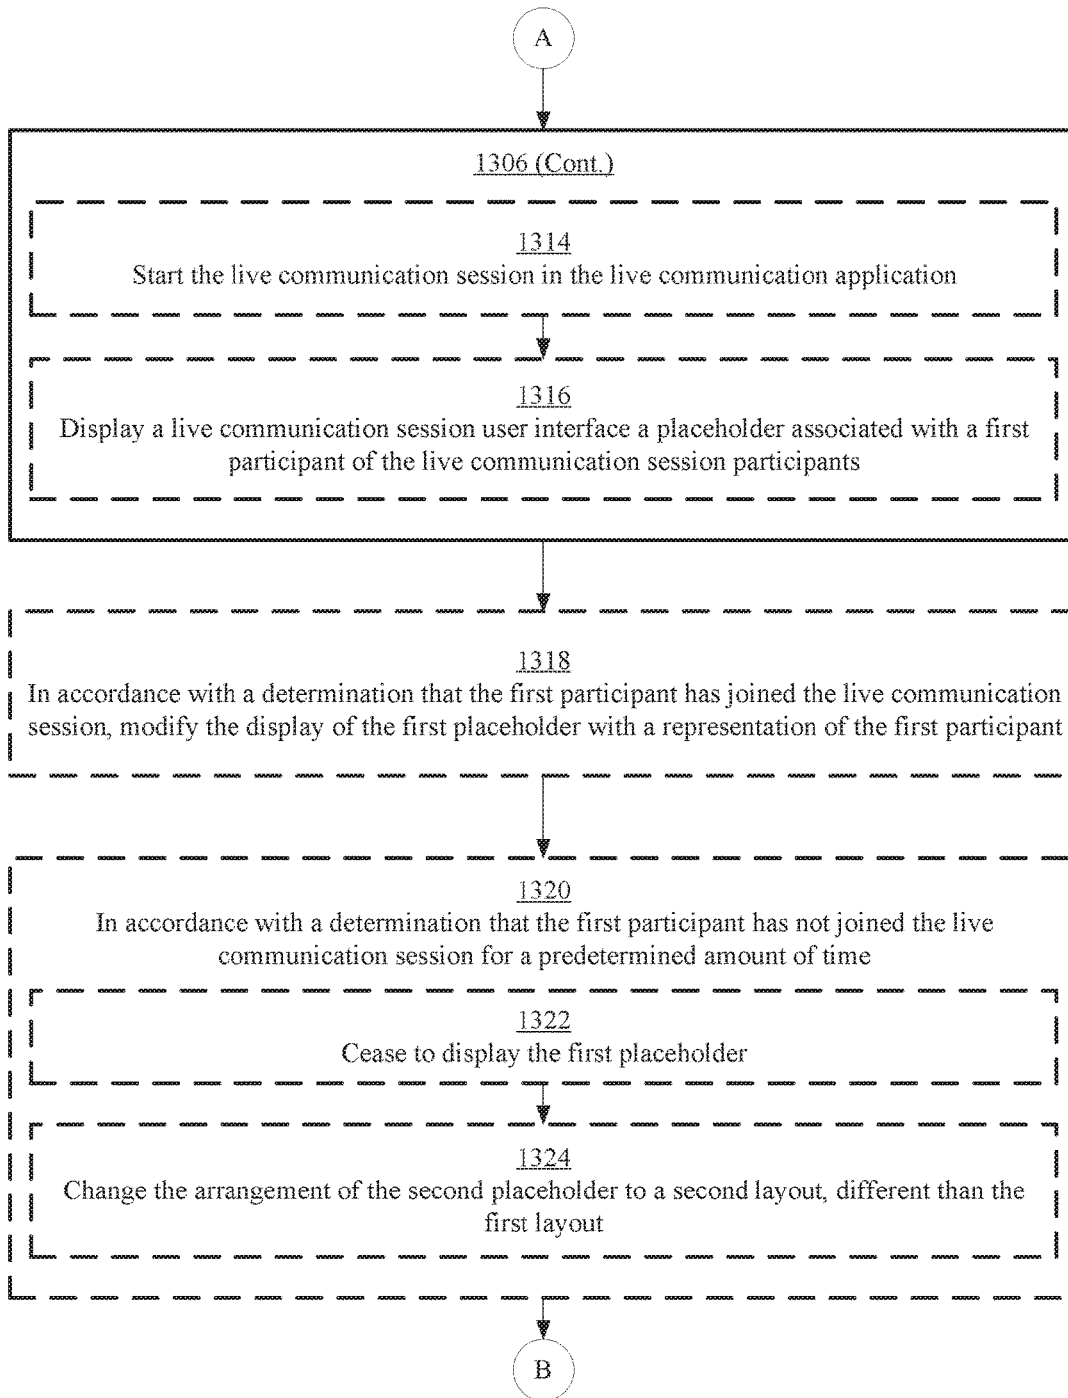 A
1306 (Cont.)
1314
Start the live communication session in the live communication application
1316
Display a live communication session user interface a placeholder associated with a first
participant of the live communication session participants
1318
In accordance with a determination that the first participant has joined the live communication
session, modify the display of the first placeholder with a representation of the first participant
1320
In accordance with a determination that the first participant has not joined the live
communication session for a predetermined amount of time
1322
Cease to display the first placeholder
1324
Change the arrangement of the second placeholder to a second layout, different than the
first layout
B